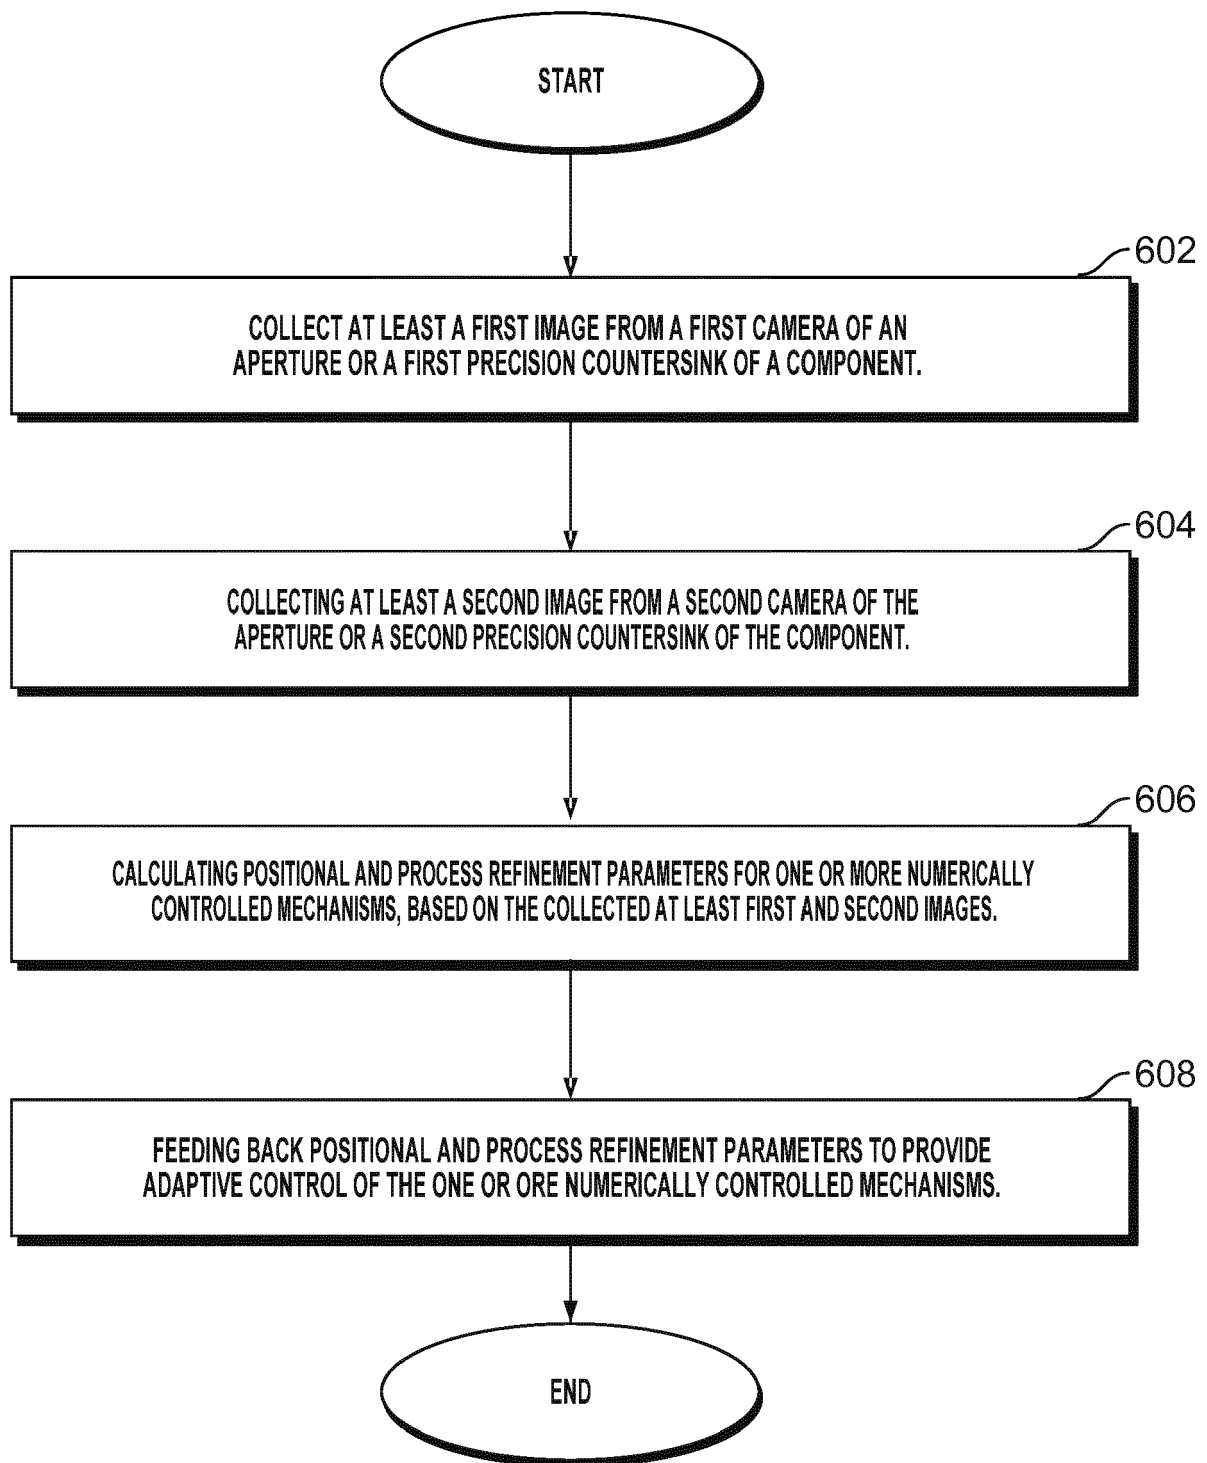 START
602
COLLECT AT LEAST A FIRST IMAGE FROM A FIRST CAMERA OF AN
APERTURE OR A FIRST PRECISION COUNTERSINK OF A COMPONENT.
604
COLLECTING AT LEAST A SECOND IMAGE FROM A SECOND CAMERA OF THE
APERTURE OR A SECOND PRECISION COUNTERSINK OF THE COMPONENT.
606
CALCULATING POSITIONAL AND PROCESS REFINEMENT PARAMETERS FOR ONE OR MORE NUMERICALLY
CONTROLLED MECHANISMS, BASED ON THE COLLECTED AT LEAST FIRST AND SECOND IMAGES.
608
FEEDING BACK POSITIONAL AND PROCESS REFINEMENT PARAMETERS TO PROVIDE
ADAPTIVE CONTROL OF THE ONE OR ORE NUMERICALLY CONTROLLED MECHANISMS.
END